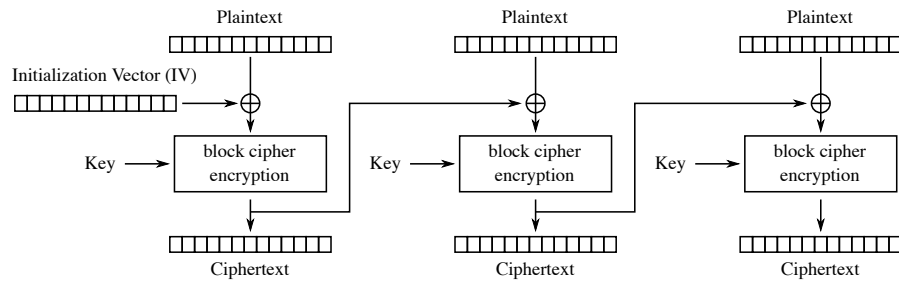 Plaintext
Plaintext
Plaintext
Initialization Vector (IV)
Key
block cipher
encryption
Key
block cipher
encryption
Key
block cipher
encryption
Ciphertext
Ciphertext
Ciphertext